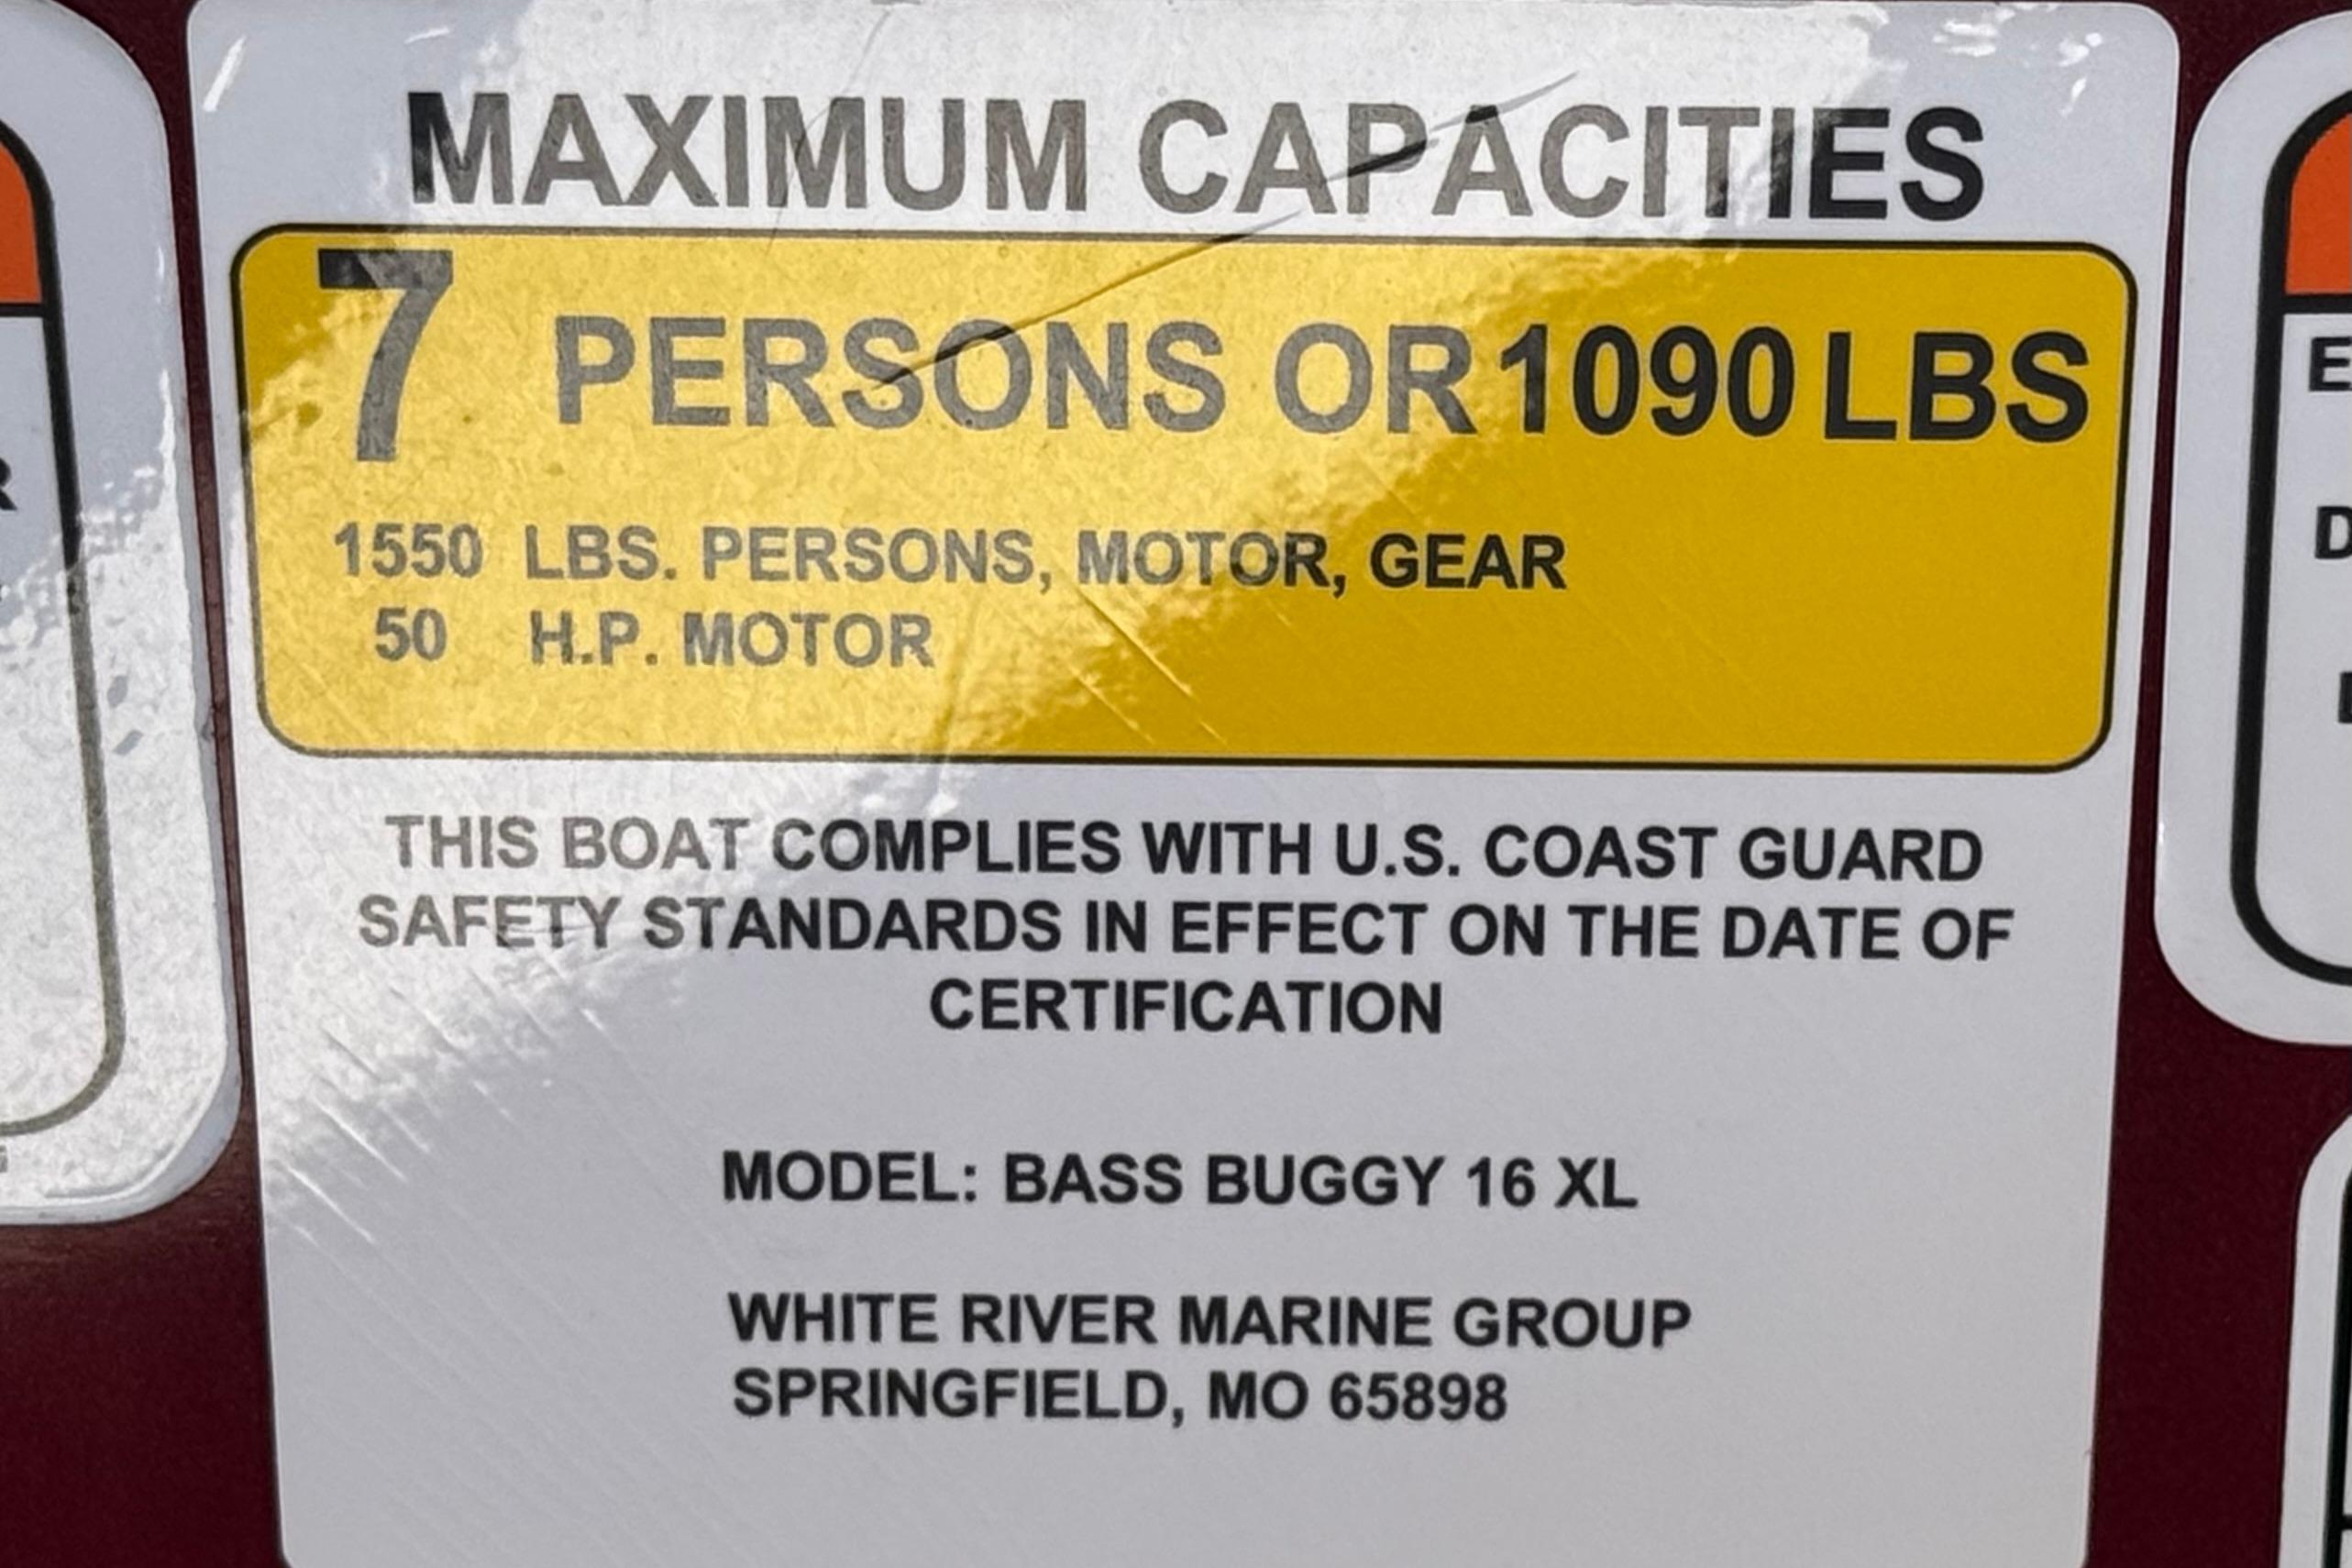 MAXIMUM CAPACITIES
7 PERSONS OR 1090 LBS
1550 LBS. PERSONS, MOTOR, GEAR
50 H.P. MOTOR
THIS BOAT COMPLIES WITH U.S. COAST GUARD
SAFETY STANDARDS IN EFFECT ON THE DATE OF
CERTIFICATION
MODEL: BASS BUGGY 16 XL
WHITE RIVER MARINE GROUP
SPRINGFIELD, MO 65898